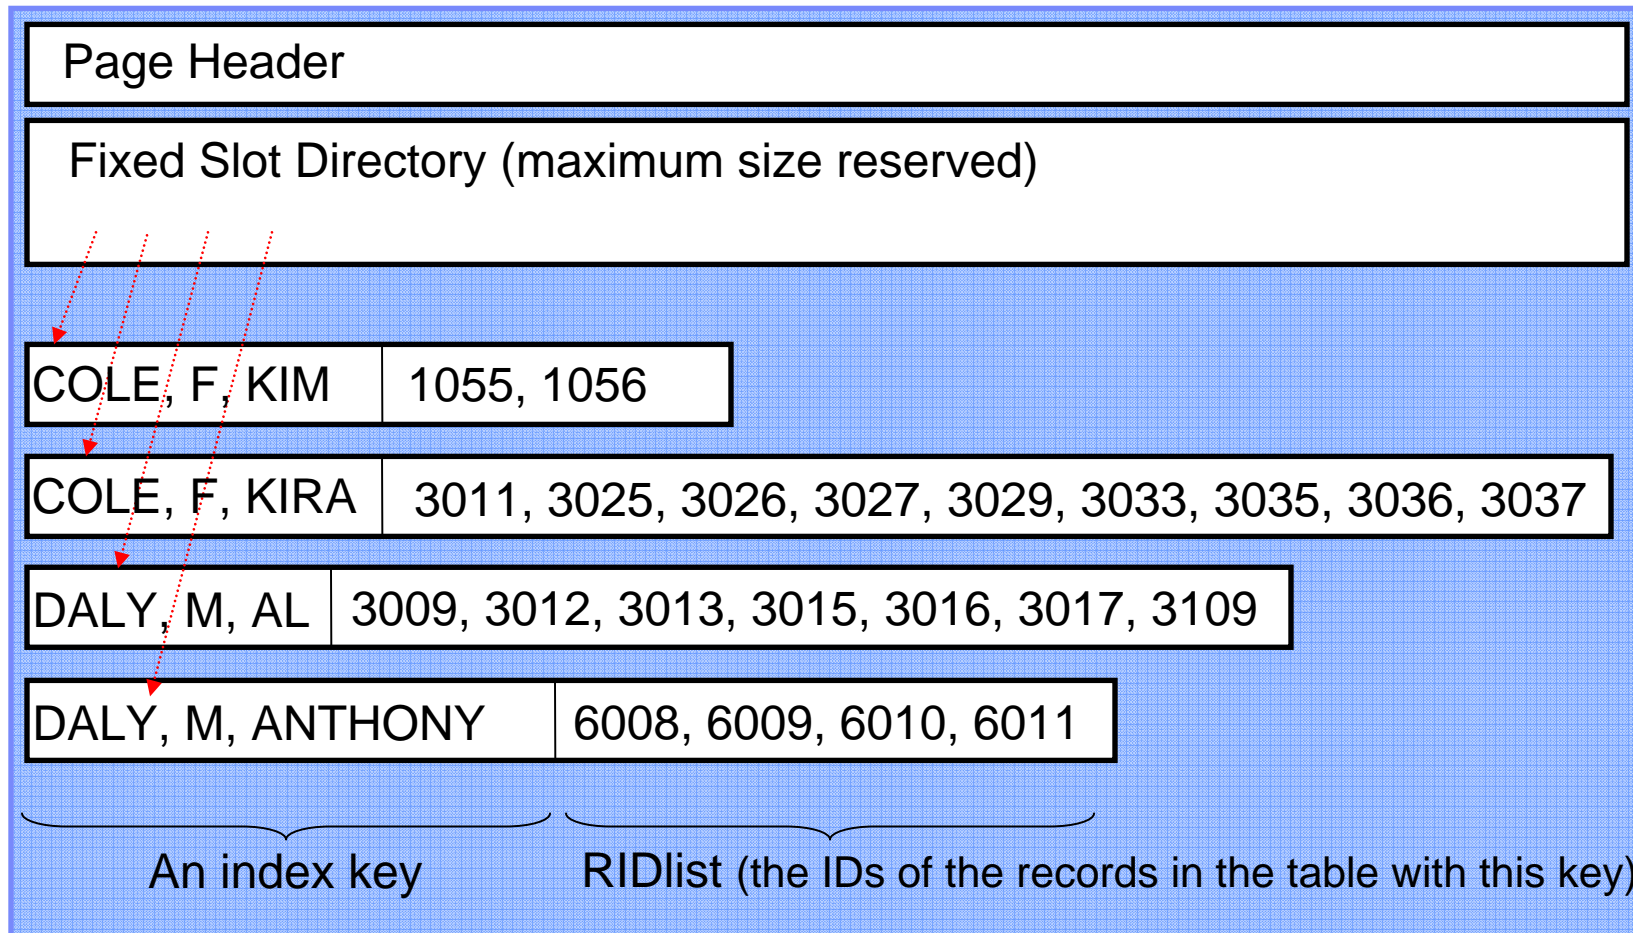 Page Header
Fixed Slot Directory (maximum size reserved)
COLE, F, KIM 1055, 1056
COLE, F, KIRA 3011, 3025, 3026, 3027, 3029, 3033, 3035, 3036, 3037
DALY, M, AL 3009, 3012, 3013, 3015, 3016, 3017, 3109
DALY, M, ANTHONY 6008, 6009, 6010, 6011
An index key RIDlist (the IDs of the records in the table with this key)